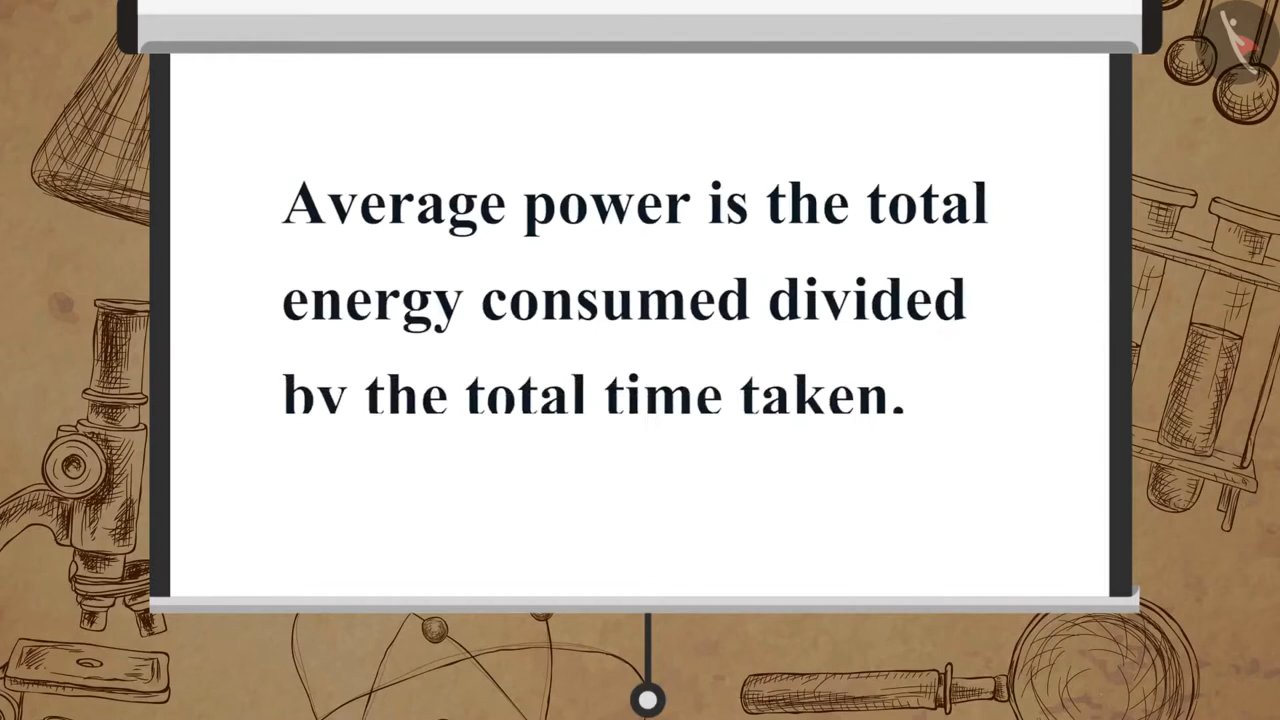 Average power is the total
energy consumed divided
by the total time taken.